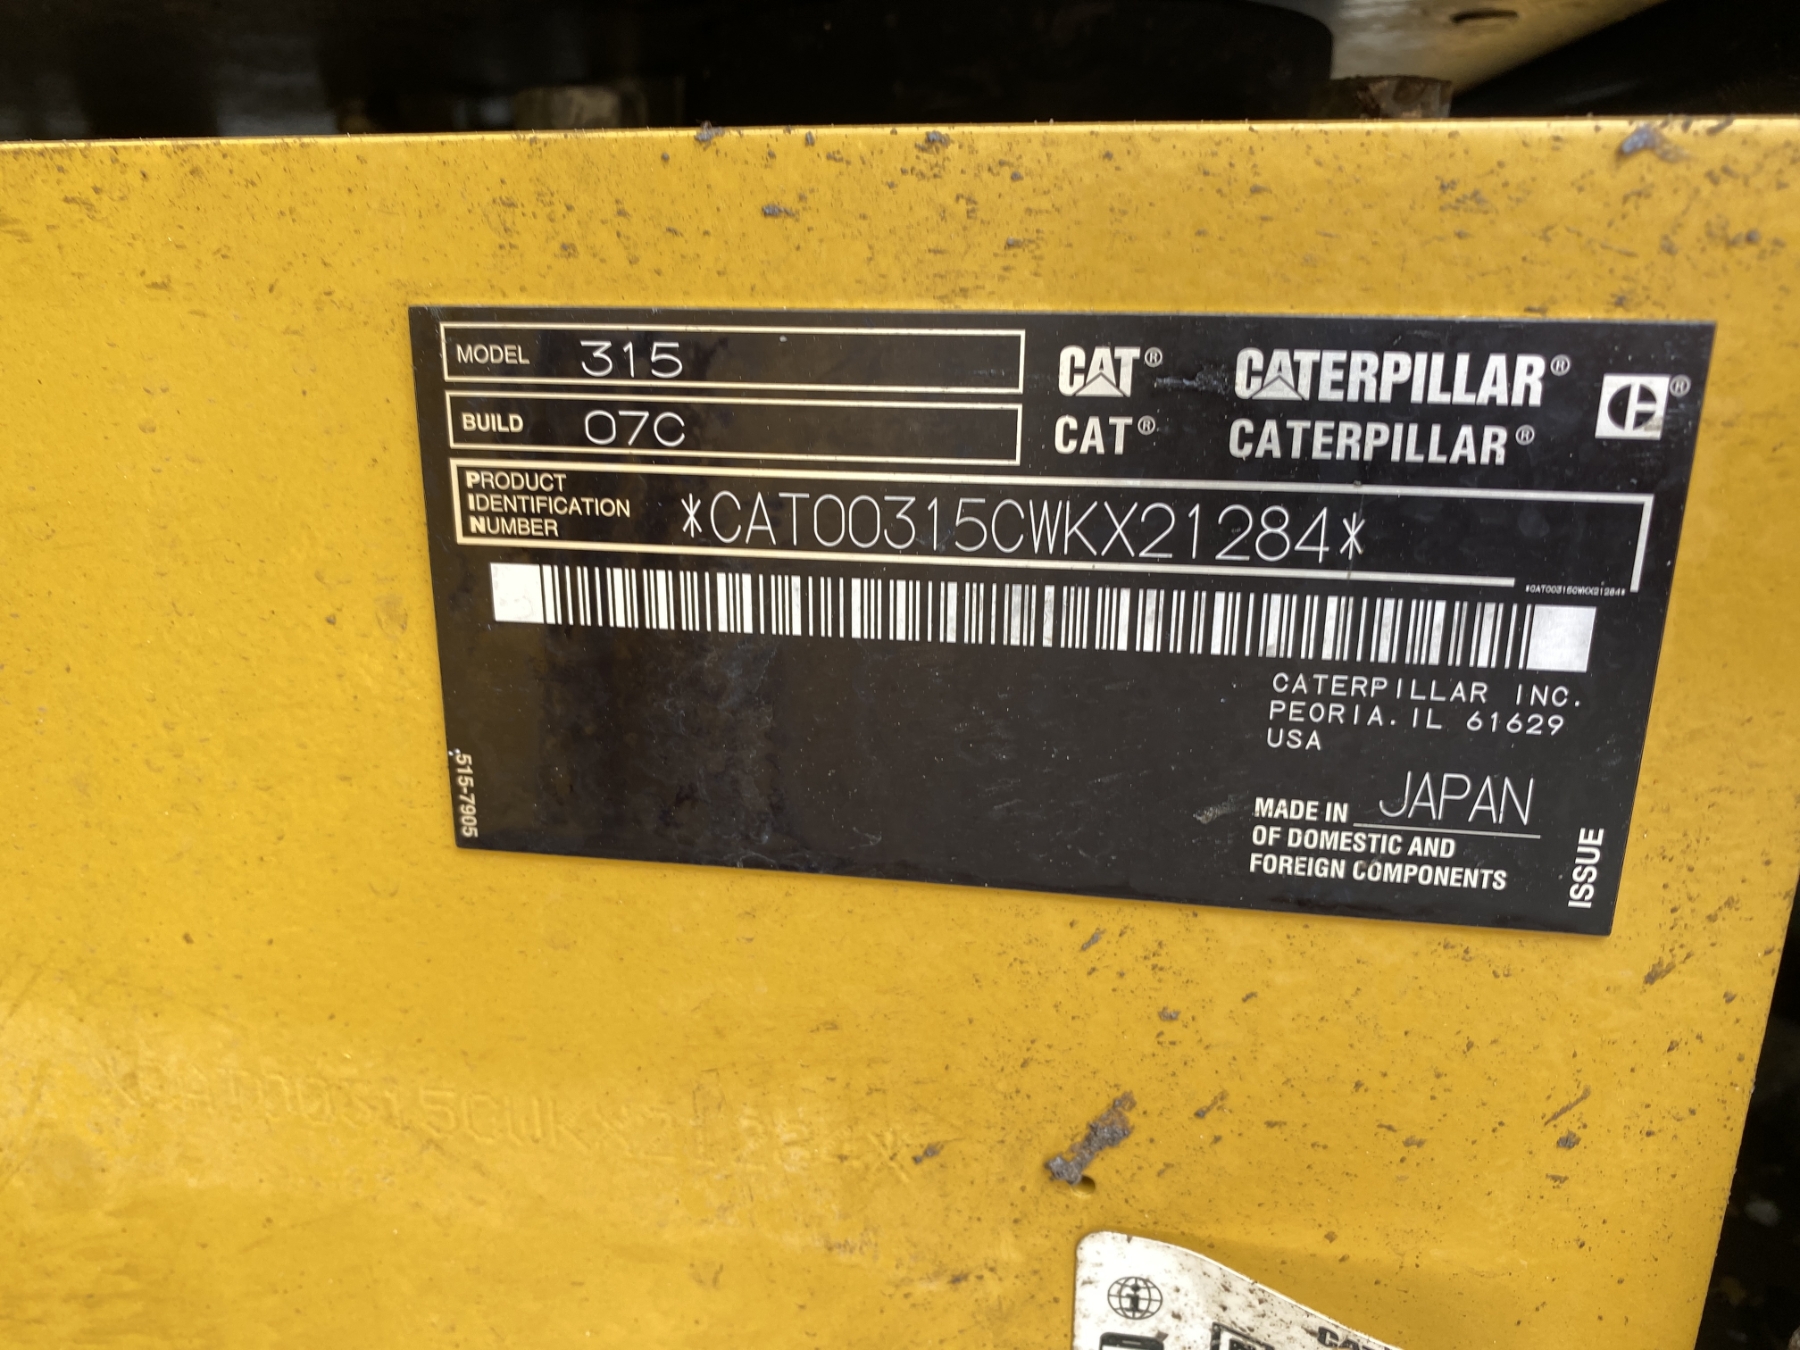 MODEL 315
BUILD 07C
CAT® CATERPILLAR®
CAT® CATERPILLAR®
PRODUCT
IDENTIFICATION
NUMBER
*CAT00315CWKX21284*
*CAT00315CWKX21284*
CATERPILLAR INC.
PEORIA. IL 61629
USA
MADE IN JAPAN
OF DOMESTIC AND
FOREIGN COMPONENTS
ISSUE
515-7905